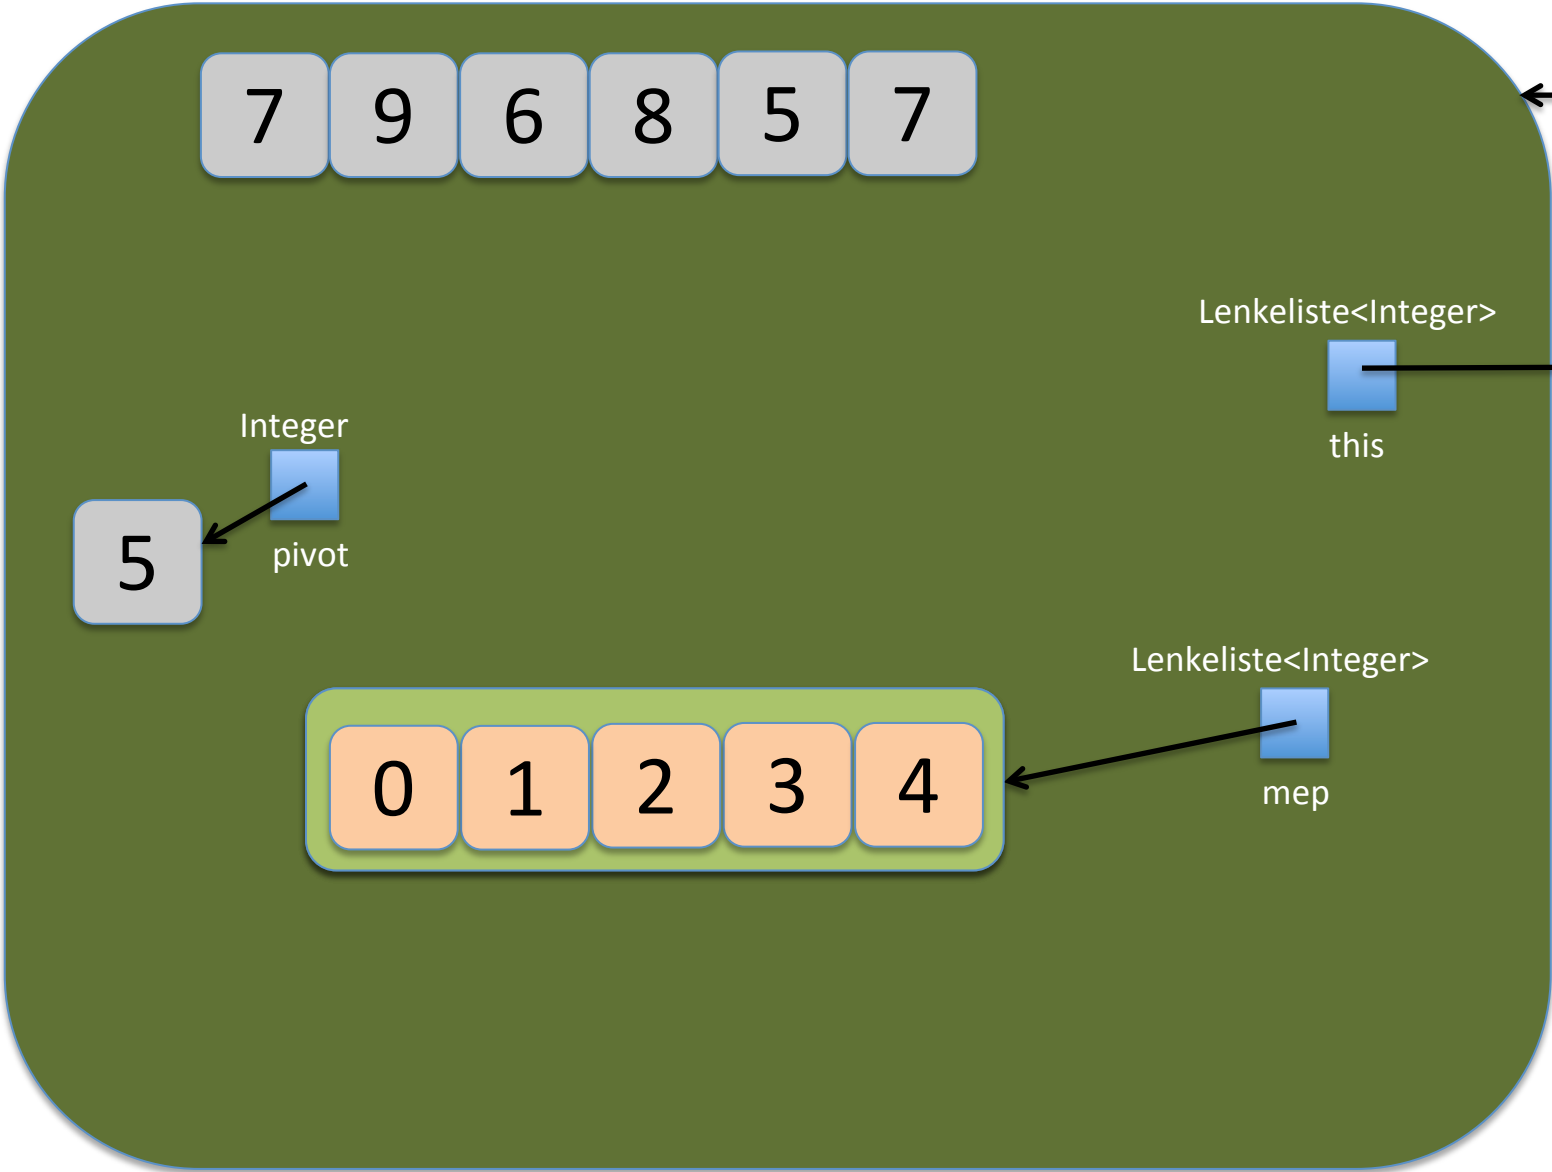 7 9 6 8 5 7
Lenkeliste<Integer>
this
Integer
pivot
5
Lenkeliste<Integer>
mep
0 1 2 3 4